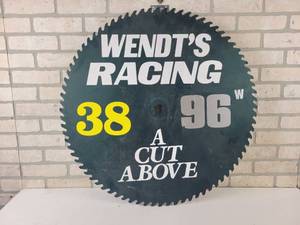 WENDT'S
RACING
38 96 W
A
CUT
ABOVE